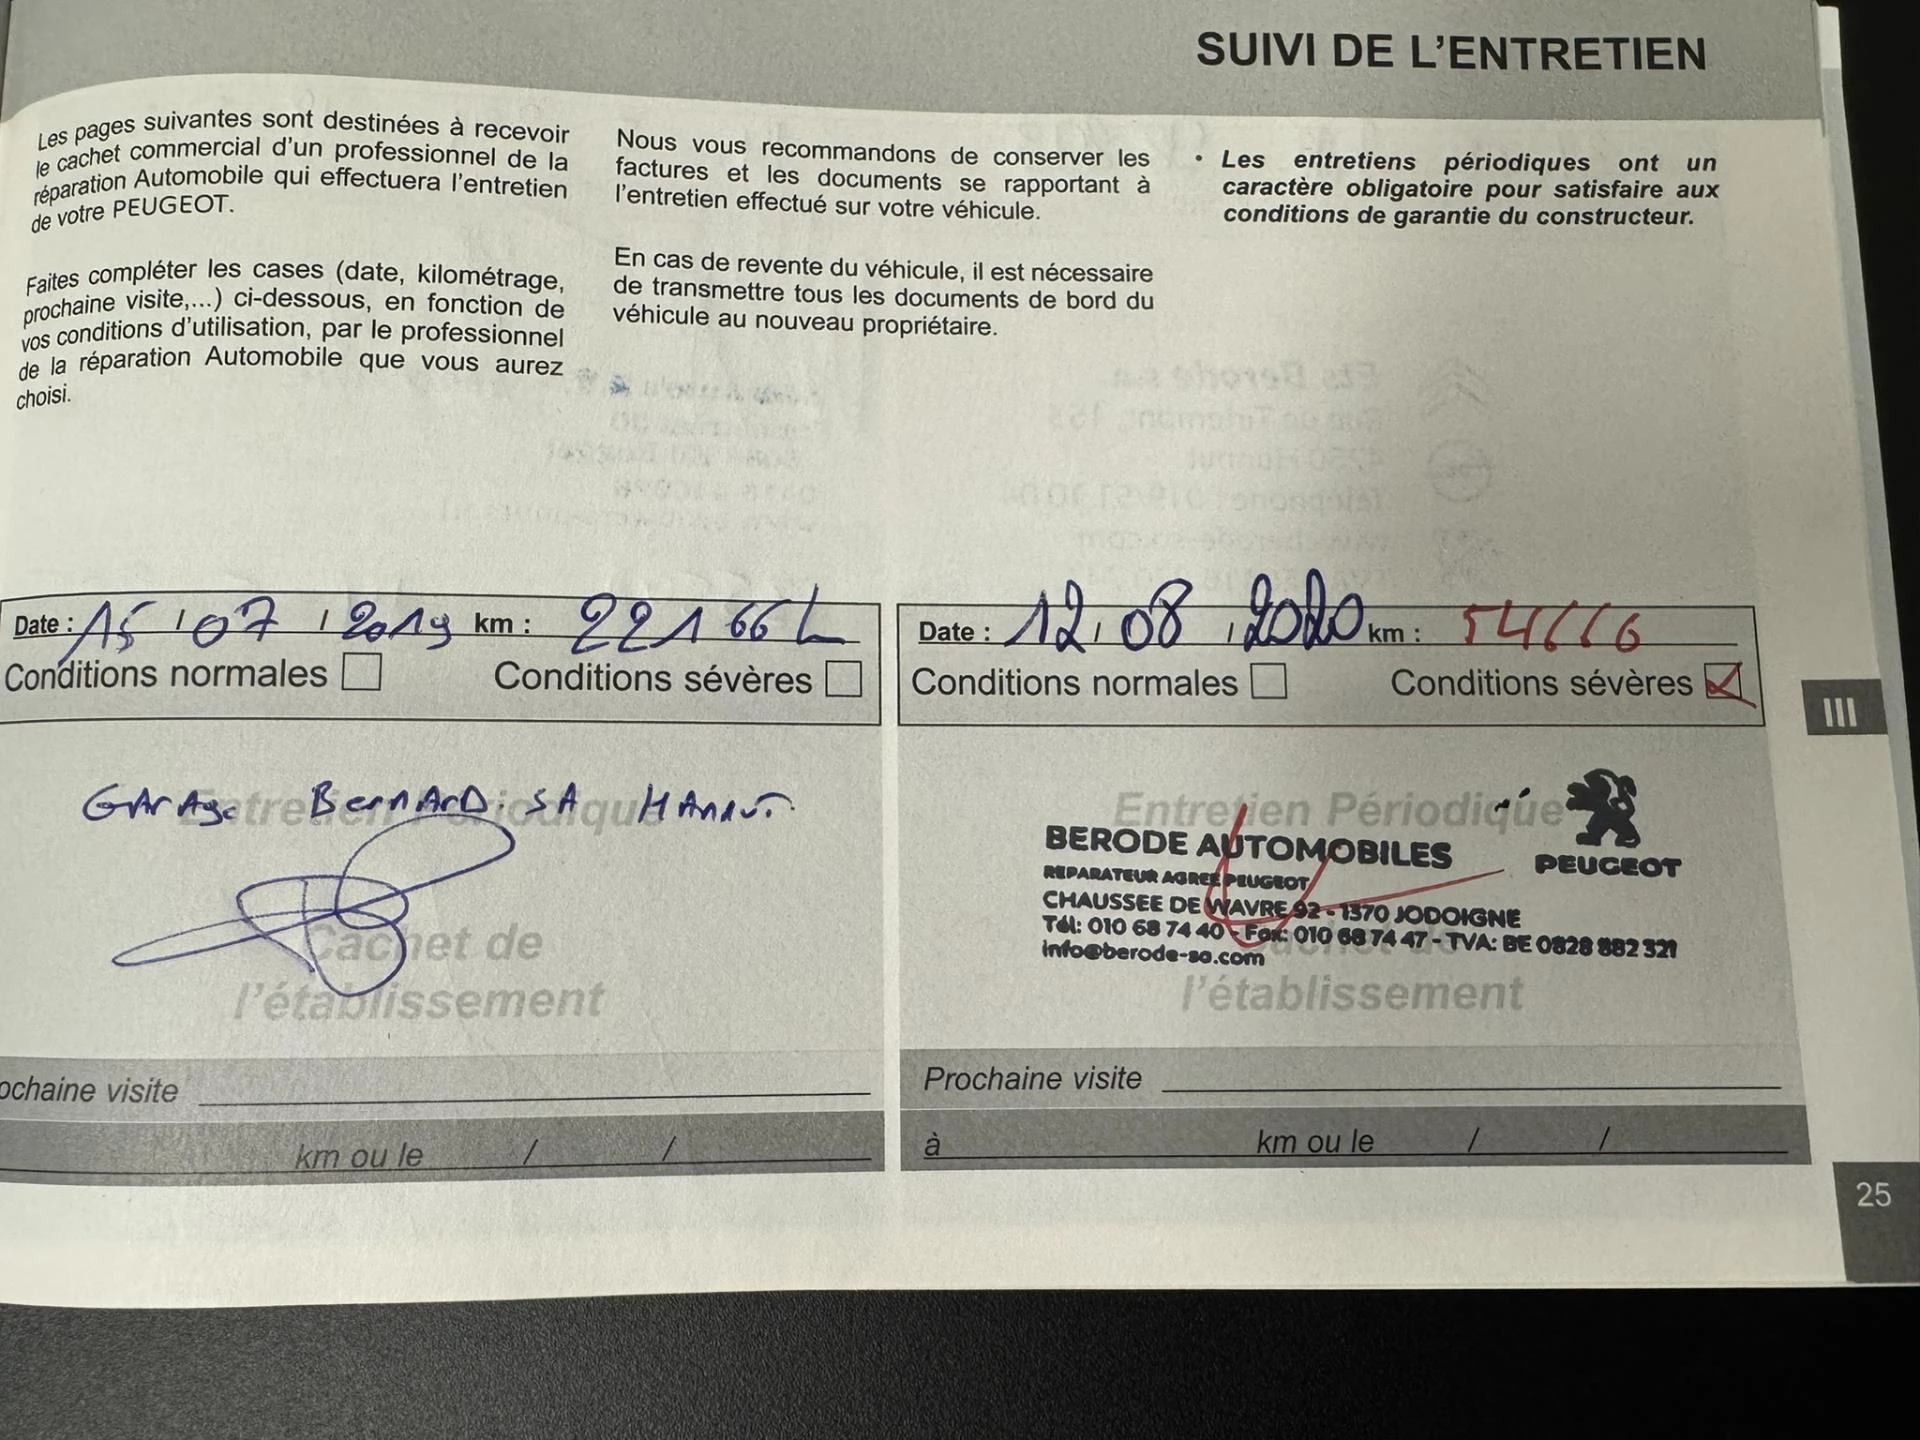 SUIVI DE L'ENTRETIEN
Les pages suivantes sont destinées à recevoir
le cachet commercial d'un professionnel de la
réparation Automobile qui effectuera l'entretien
de votre PEUGEOT.
Faites compléter les cases (date, kilométrage,
prochaine visite,...) ci-dessous, en fonction de
vos conditions d'utilisation, par le professionnel
de la réparation Automobile que vous aurez
choisi.
Nous vous recommandons de conserver les
factures et les documents se rapportant à
l'entretien effectué sur votre véhicule.
En cas de revente du véhicule, il est nécessaire
de transmettre tous les documents de bord du
véhicule au nouveau propriétaire.
• Les entretiens périodiques ont un
caractère obligatoire pour satisfaire aux
conditions de garantie du constructeur.
Date : 15 / 07 / 2019 km : 22166
Conditions normales Conditions sévères
GArAge BernArD. SA HAnnuT.
Entretien Périodique
Cachet de
l'établissement
ochaine visite
km ou le / /
Date : 12 / 08 / 2020 km :
Conditions normales Conditions sévères
Entretien Périodique
BERODE AUTOMOBILES
REPARATEUR AGREE PEUGEOT
CHAUSSEE DE WAVRE 92 - 1370 JODOIGNE
Tél: 010 68 74 40 - Fax: 010 68 74 47 - TVA: BE 0828 882 321
info@berode-sa.com
PEUGEOT
l'établissement
Prochaine visite
à km ou le / /
III
25